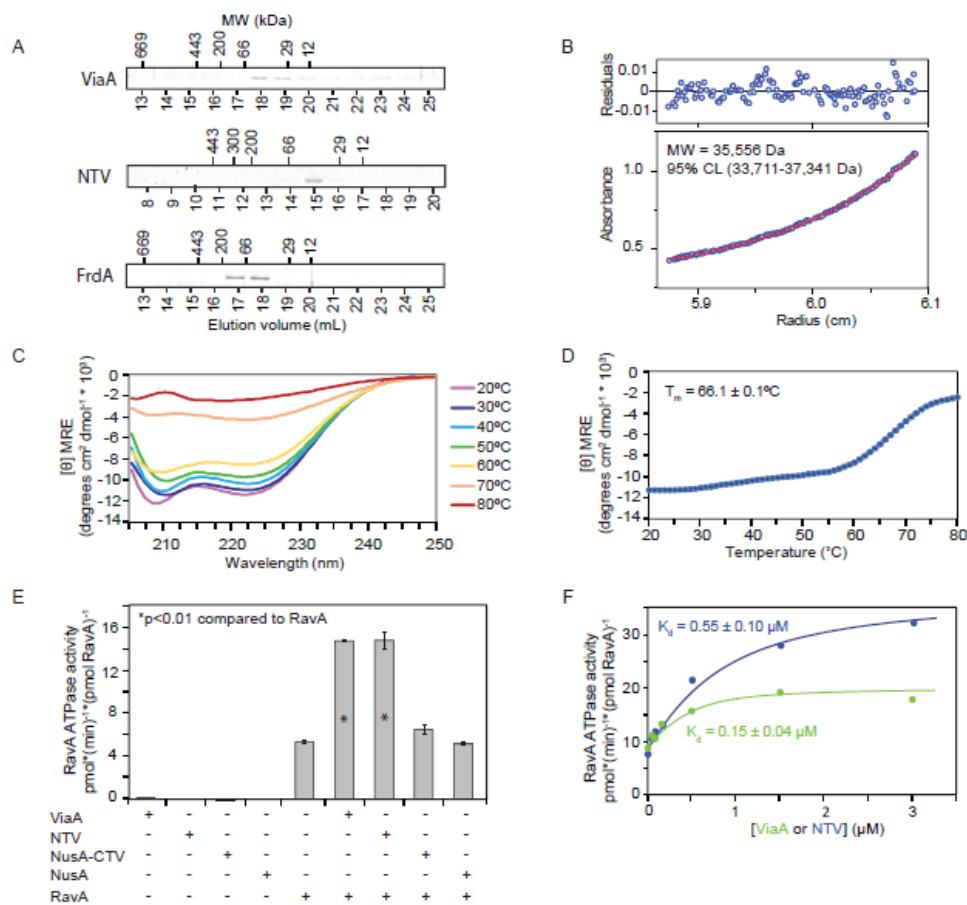 A
MW (kDa)
669 443 200 66 29 12
ViaA
13 14 15 16 17 18 19 20 21 22 23 24 25
443 300 200 66 29 12
NTV
8 9 10 11 12 13 14 15 16 17 18 19 20
669 443 200 66 29 12
FrdA
13 14 15 16 17 18 19 20 21 22 23 24 25
Elution volume (mL)
B
Residuals
0.01
0
-0.01
MW = 35,556 Da
95% CL (33,711-37,341 Da)
Absorbance
1.0
0.5
5.9 6.0 6.1
Radius (cm)
C
[θ] MRE
(degrees cm² dmol⁻¹ * 10³)
0
-2
-4
-6
-8
-10
-12
-14
210 220 230 240 250
Wavelength (nm)
20ºC
30ºC
40ºC
50ºC
60ºC
70ºC
80ºC
D
[θ] MRE
(degrees cm² dmol⁻¹ * 10³)
0
-2
-4
-6
-8
-10
-12
-14
Tm = 66.1 ± 0.1ºC
20 30 40 50 60 70 80
Temperature (°C)
E
RavA ATPase activity
pmol*(min)⁻¹*(pmol RavA)⁻¹
16
12
8
4
0
*p<0.01 compared to RavA
* *
ViaA + - - - - + - - -
NTV - + - - - - + - -
NusA-CTV - - + - - - - + -
NusA - - - + - - - - +
RavA - - - - + + + + +
F
RavA ATPase activity
pmol*(min)⁻¹*(pmol RavA)⁻¹
30
20
10
0
Kd = 0.55 ± 0.10 µM
Kd = 0.15 ± 0.04 µM
0 1 2 3
[ViaA or NTV] (µM)